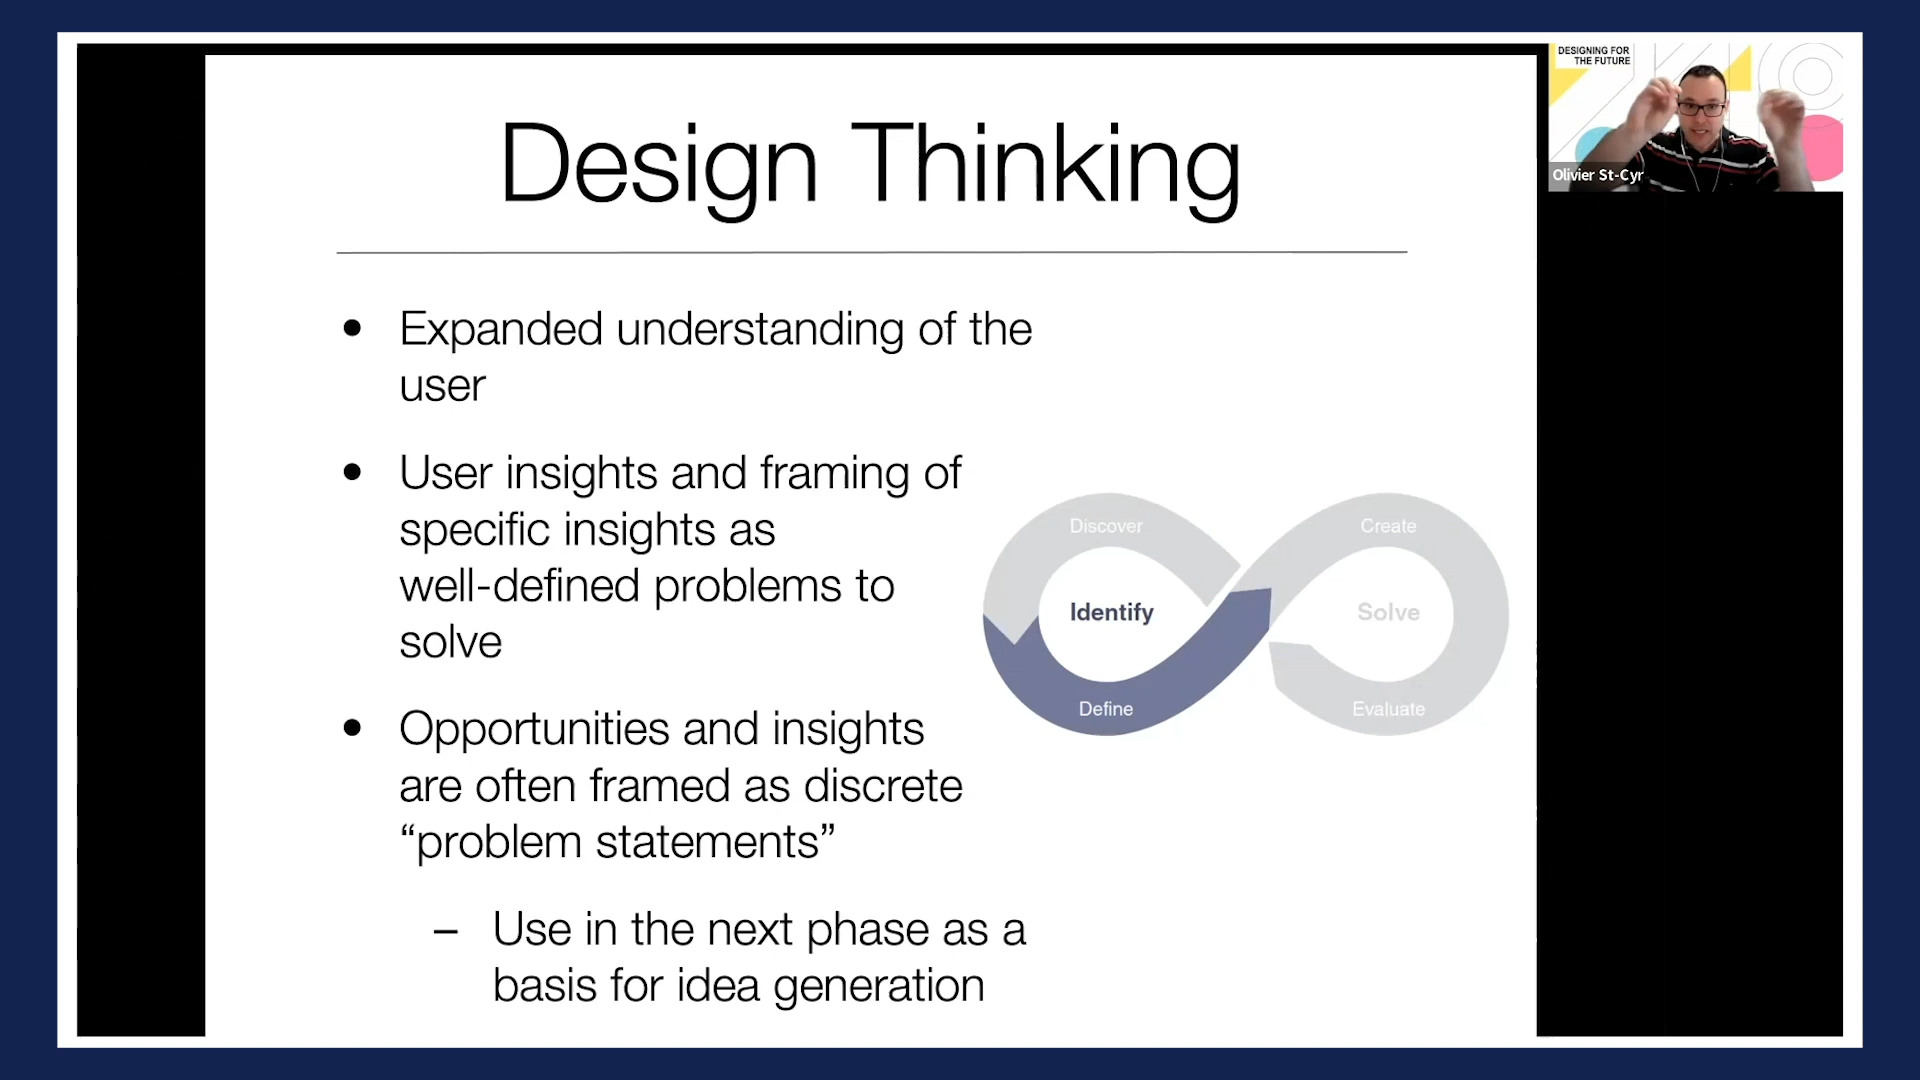 DESIGNING FOR
THE FUTURE
Olivier St-Cyr
Design Thinking
• Expanded understanding of the
user
• User insights and framing of
specific insights as
well-defined problems to
solve
• Opportunities and insights
are often framed as discrete
“problem statements”
– Use in the next phase as a
basis for idea generation
Discover
Create
Identify
Solve
Define
Evaluate